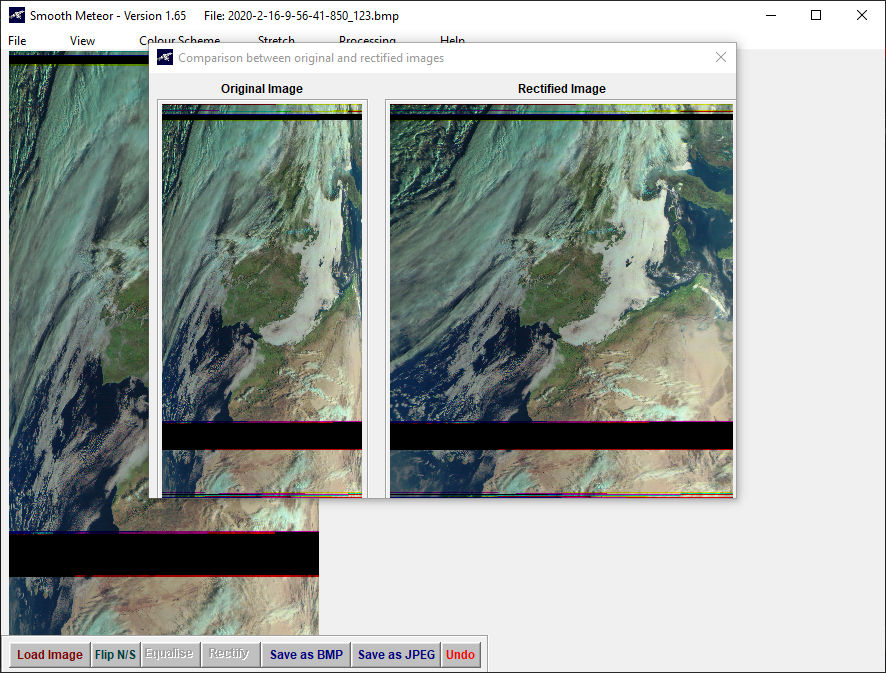 Smooth Meteor - Version 1.65 File: 2020-2-16-9-56-41-850_123.bmp
File View Colour Scheme Stretch Processing Help
Comparison between original and rectified images
Original Image Rectified Image
Load Image Flip N/S Equalise Rectify Save as BMP Save as JPEG Undo